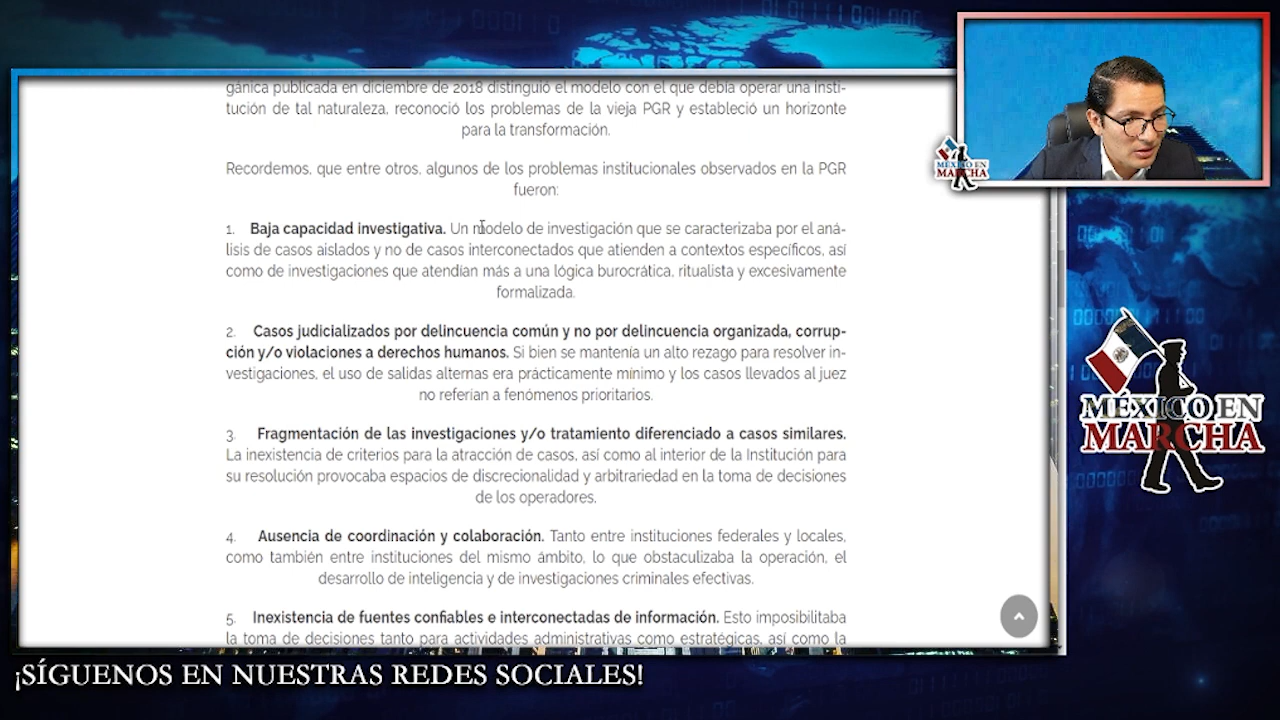 gánica publicada en diciembre de 2018 distinguió el modelo con el que debía operar una insti-
tución de tal naturaleza, reconoció los problemas de la vieja PGR y estableció un horizonte
para la transformación.
Recordemos, que entre otros, algunos de los problemas institucionales observados en la PGR
fueron:
1. Baja capacidad investigativa. Un modelo de investigación que se caracterizaba por el aná-
lisis de casos aislados y no de casos interconectados que atienden a contextos específicos, así
como de investigaciones que atendían más a una lógica burocrática, ritualista y excesivamente
formalizada.
2. Casos judicializados por delincuencia común y no por delincuencia organizada, corrup-
ción y/o violaciones a derechos humanos. Si bien se mantenía un alto rezago para resolver in-
vestigaciones, el uso de salidas alternas era prácticamente mínimo y los casos llevados al juez
no referían a fenómenos prioritarios.
3. Fragmentación de las investigaciones y/o tratamiento diferenciado a casos similares.
La inexistencia de criterios para la atracción de casos, así como al interior de la Institución para
su resolución provocaba espacios de discrecionalidad y arbitrariedad en la toma de decisiones
de los operadores.
4. Ausencia de coordinación y colaboración. Tanto entre instituciones federales y locales,
como también entre instituciones del mismo ámbito, lo que obstaculizaba la operación, el
desarrollo de inteligencia y de investigaciones criminales efectivas.
5. Inexistencia de fuentes confiables e interconectadas de información. Esto imposibilitaba
la toma de decisiones tanto para actividades administrativas como estratégicas, así como la
MÉXICO EN
MARCHA
MÉXICO EN
MARCHA
¡SÍGUENOS EN NUESTRAS REDES SOCIALES!